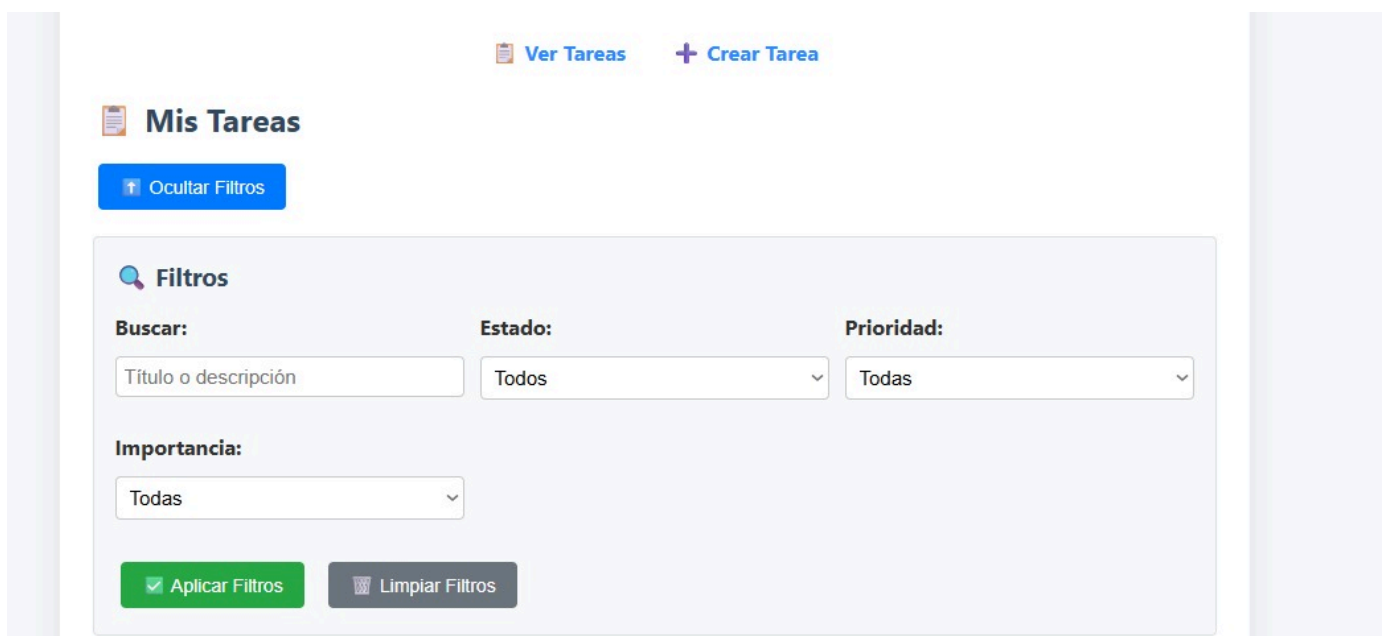 Ver Tareas Crear Tarea
Mis Tareas
Ocultar Filtros
Filtros
Buscar: Estado: Prioridad:
Título o descripción Todos Todas
Importancia:
Todas
Aplicar Filtros Limpiar Filtros